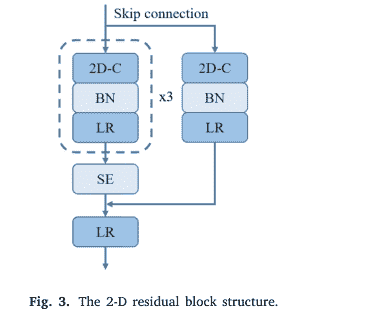 Skip connection
2D-C
BN
LR
x3
2D-C
BN
LR
SE
LR
Fig. 3. The 2-D residual block structure.